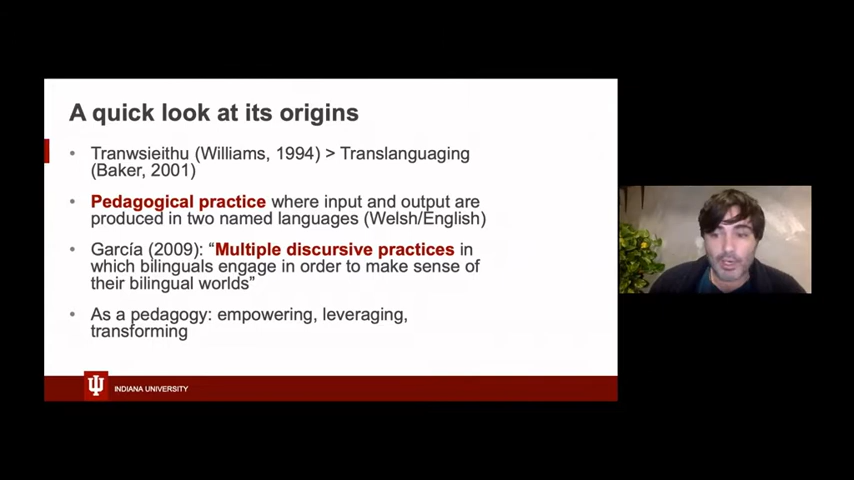 A quick look at its origins
• Tranwsieithu (Williams, 1994) > Translanguaging
(Baker, 2001)
• Pedagogical practice where input and output are
produced in two named languages (Welsh/English)
• García (2009): “Multiple discursive practices in
which bilinguals engage in order to make sense of
their bilingual worlds”
• As a pedagogy: empowering, leveraging,
transforming
INDIANA UNIVERSITY